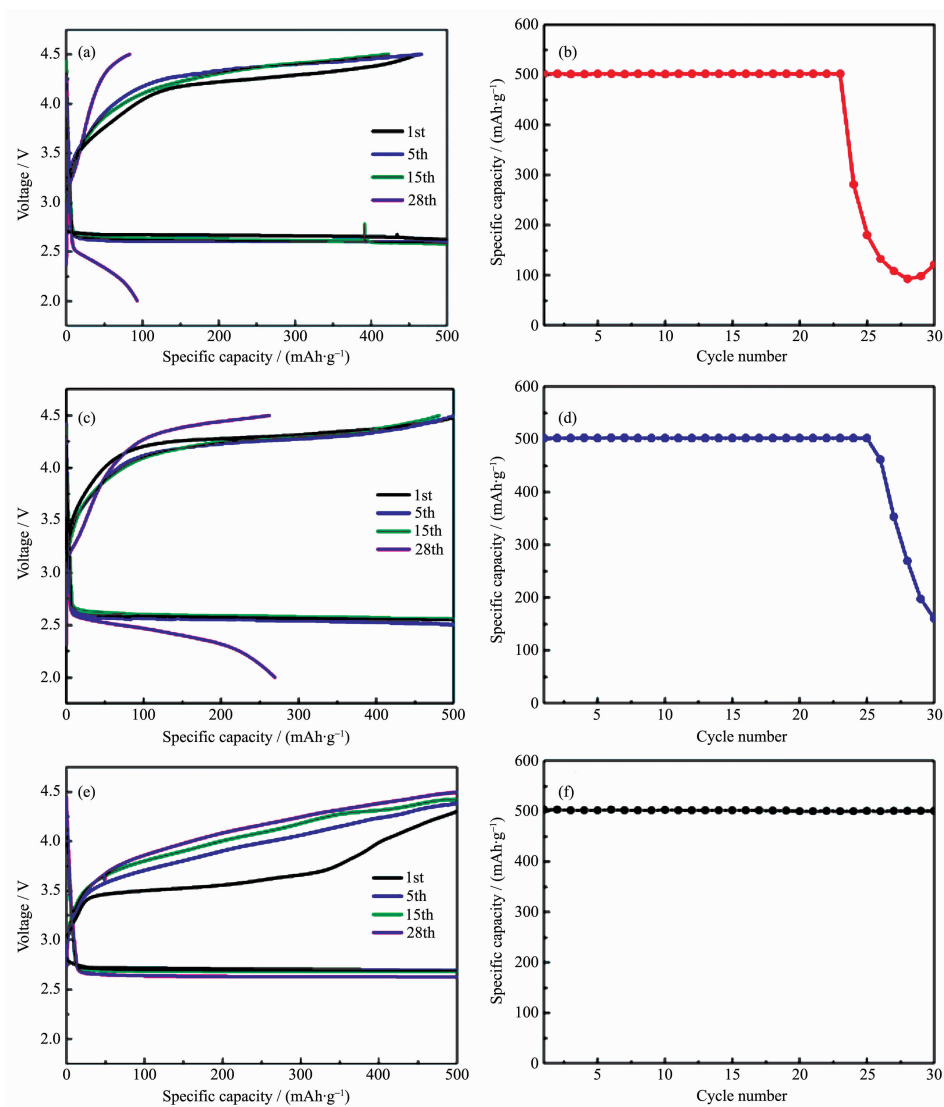 (a)
4.5
4.0
3.5
3.0
2.5
2.0
Voltage / V
1st
5th
15th
28th
0 100 200 300 400 500
Specific capacity / (mAh·g⁻¹)
(b)
600
500
400
300
200
100
0
Specific capacity / (mAh·g⁻¹)
5 10 15 20 25 30
Cycle number
(c)
4.5
4.0
3.5
3.0
2.5
2.0
Voltage / V
1st
5th
15th
28th
0 100 200 300 400 500
Specific capacity / (mAh·g⁻¹)
(d)
600
500
400
300
200
100
0
Specific capacity / (mAh·g⁻¹)
5 10 15 20 25 30
Cycle number
(e)
4.5
4.0
3.5
3.0
2.5
2.0
Voltage / V
1st
5th
15th
28th
0 100 200 300 400 500
Specific capacity / (mAh·g⁻¹)
(f)
600
500
400
300
200
100
0
Specific capacity / (mAh·g⁻¹)
5 10 15 20 25 30
Cycle number